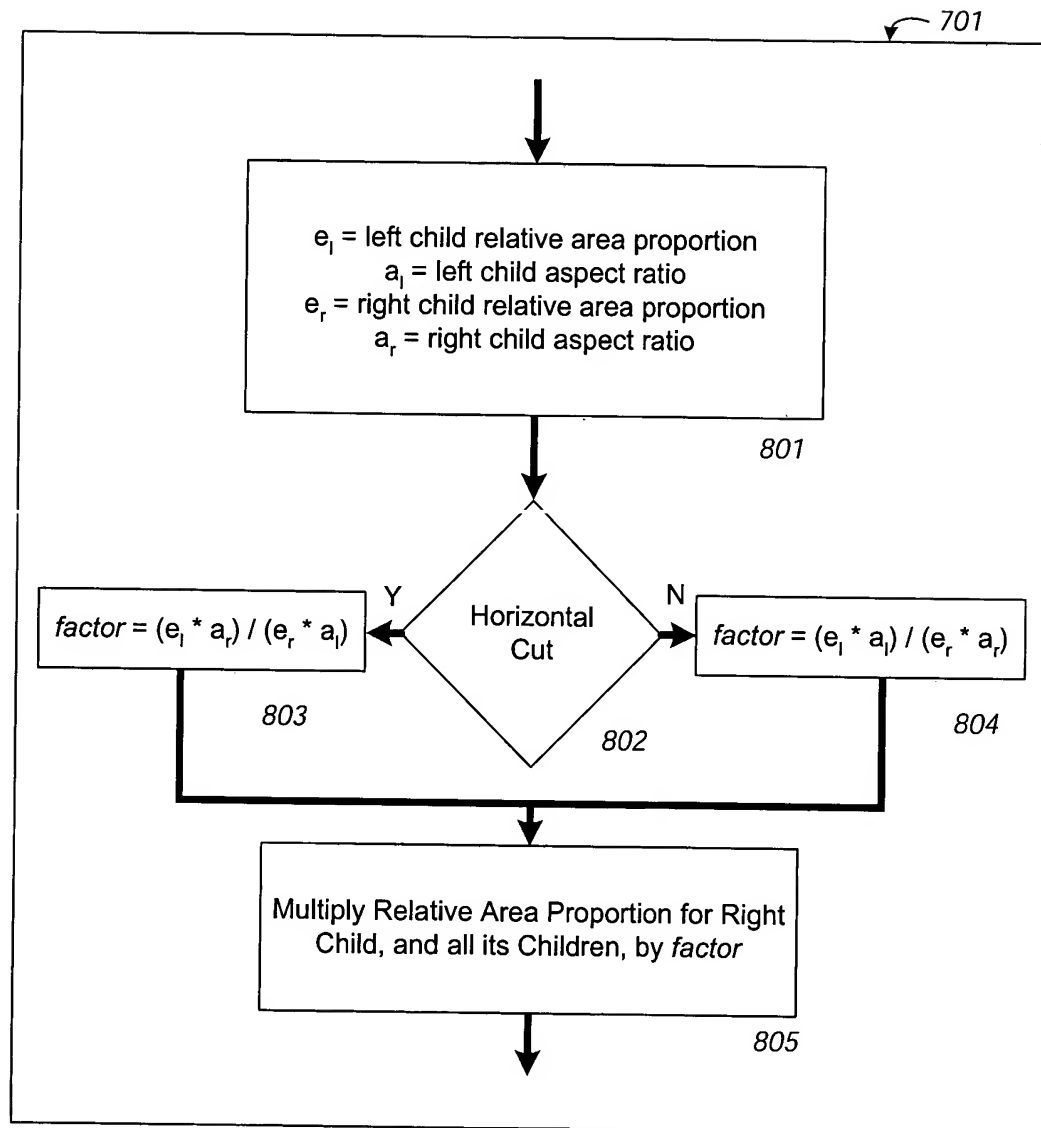 701
e_l = left child relative area proportion
a_l = left child aspect ratio
e_r = right child relative area proportion
a_r = right child aspect ratio
801
Y
N
Horizontal
Cut
factor = (e_l * a_r) / (e_r * a_l)
factor = (e_l * a_l) / (e_r * a_r)
803
802
804
Multiply Relative Area Proportion for Right
Child, and all its Children, by factor
805